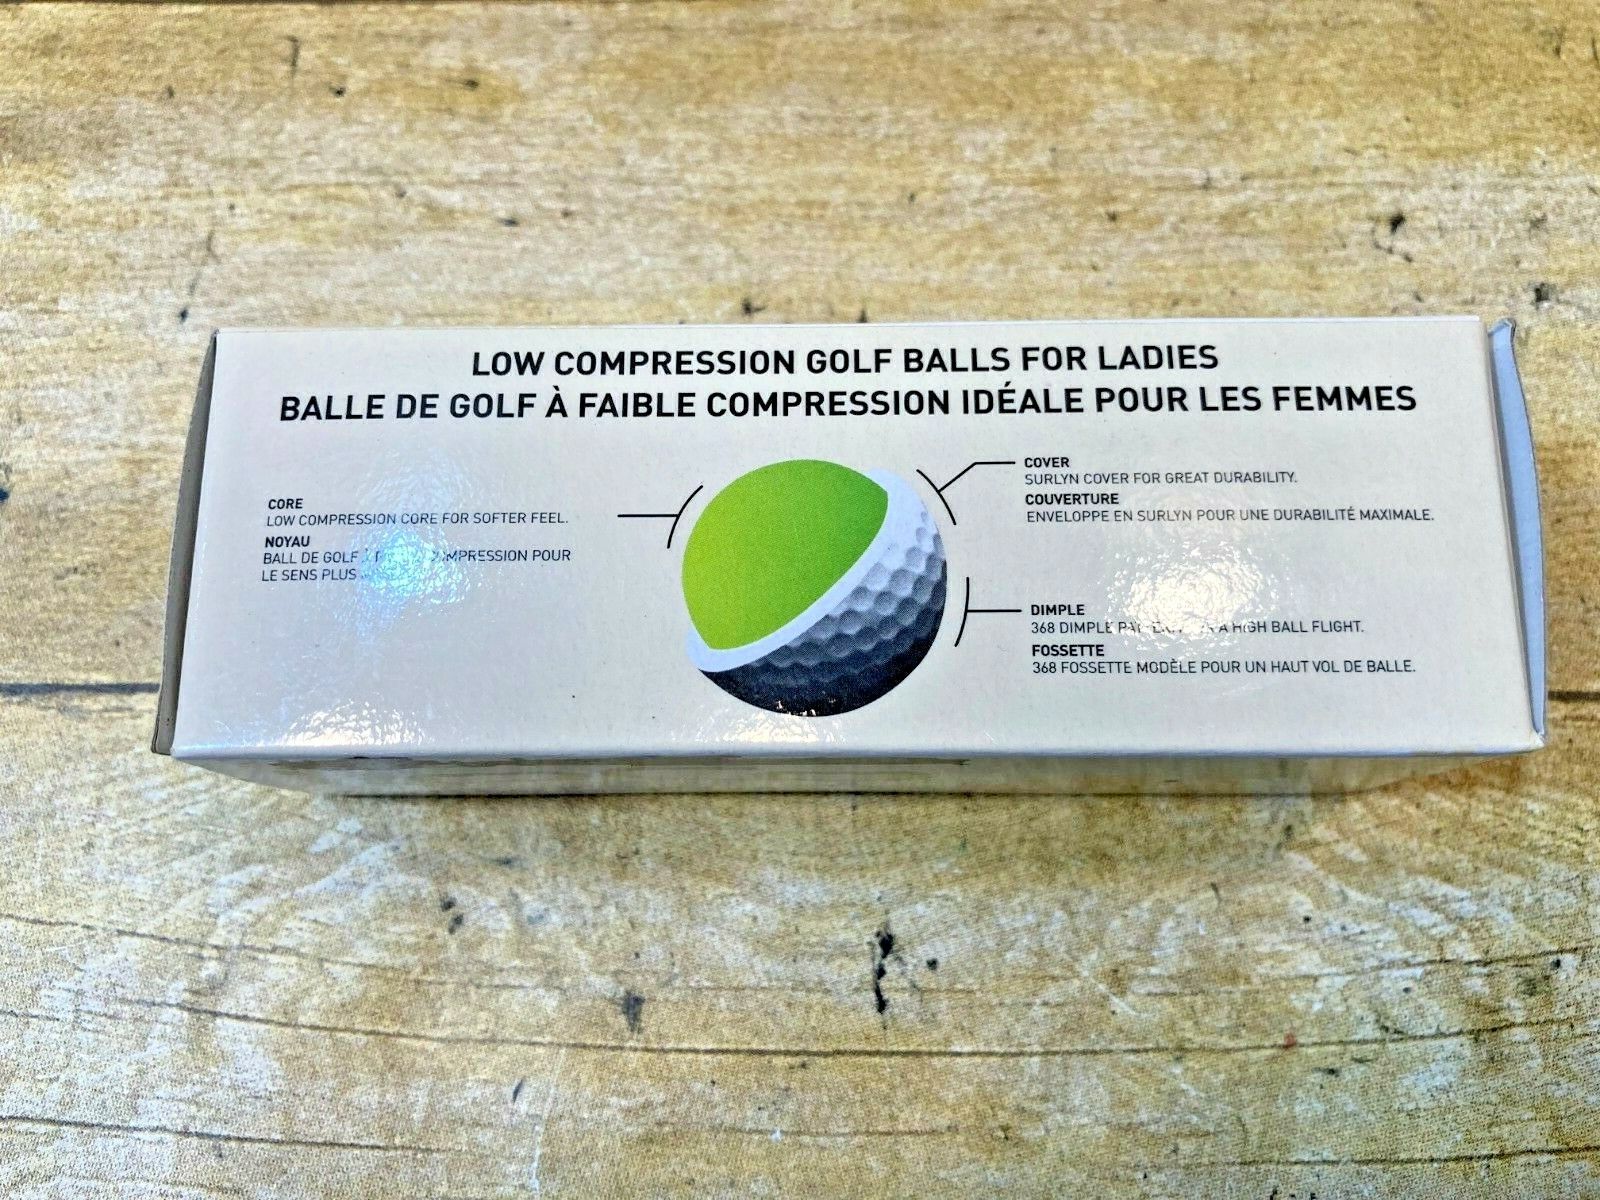 LOW COMPRESSION GOLF BALLS FOR LADIES
BALLE DE GOLF À FAIBLE COMPRESSION IDÉALE POUR LES FEMMES
CORE
LOW COMPRESSION CORE FOR SOFTER FEEL.
NOYAU
BALL DE GOLF COMPRESSION POUR
LE SENS PLUS
COVER
SURLYN COVER FOR GREAT DURABILITY.
COUVERTURE
ENVELOPPE EN SURLYN POUR UNE DURABILITÉ MAXIMALE.
DIMPLE
368 DIMPLE PATTERN A HIGH BALL FLIGHT.
FOSSETTE
368 FOSSETTE MODÈLE POUR UN HAUT VOL DE BALLE.